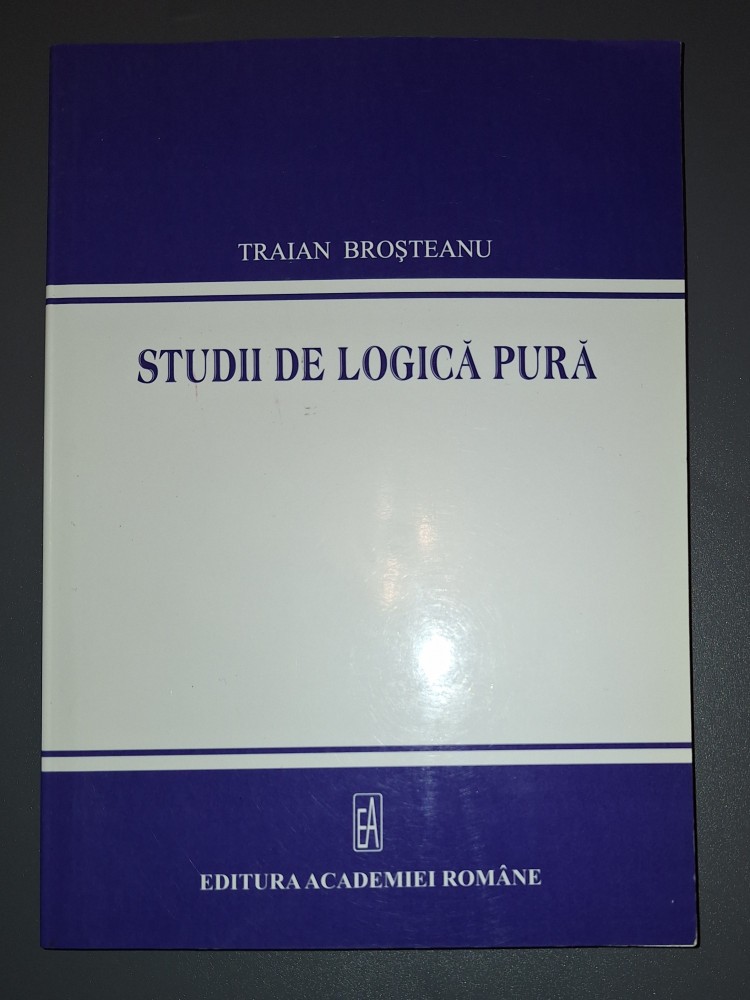 TRAIAN BROŞTEANU
STUDII DE LOGICĂ PURĂ
EA
EDITURA ACADEMIEI ROMÂNE